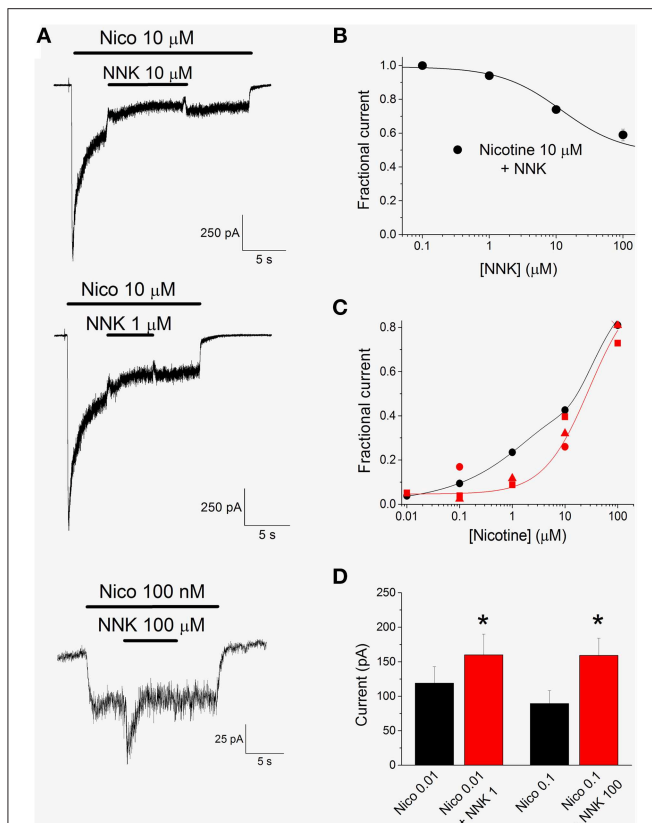 A
Nico 10 μM
NNK 10 μM
250 pA
5 s
Nico 10 μM
NNK 1 μM
250 pA
5 s
Nico 100 nM
NNK 100 μM
25 pA
5 s
B
Fractional current
1.0
0.8
0.6
0.4
0.2
0.0
Nicotine 10 μM
+ NNK
0.1
1
10
100
[NNK] (μM)
C
Fractional current
0.8
0.6
0.4
0.2
0.0
0.01
0.1
1
10
100
[Nicotine] (μM)
D
Current (pA)
250
200
150
100
50
0
*
*
Nico 0.01
Nico 0.01
+ NNK 1
Nico 0.1
Nico 0.1
NNK 100